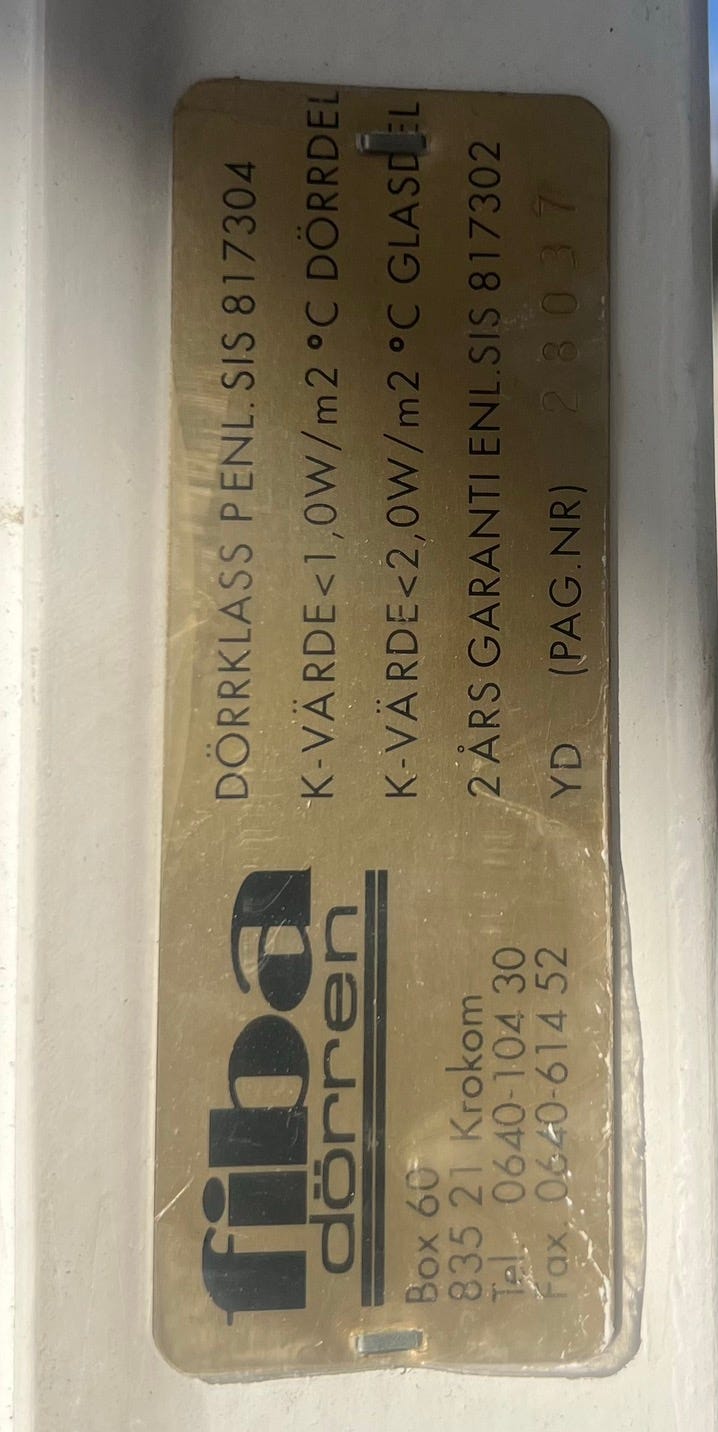 fiba
dörren
Box 60
835 21 Krokom
Tel. 0640-104 30
Fax. 0640-614 52
DÖRRKLASS P ENL. SIS 817304
K-VÄRDE<1,0W/m2 °C DÖRRDEL
K-VÄRDE<2,0W/m2 °C GLASDEL
2 ÅRS GARANTI ENL.SIS 817302
YD (PAG.NR) 28037